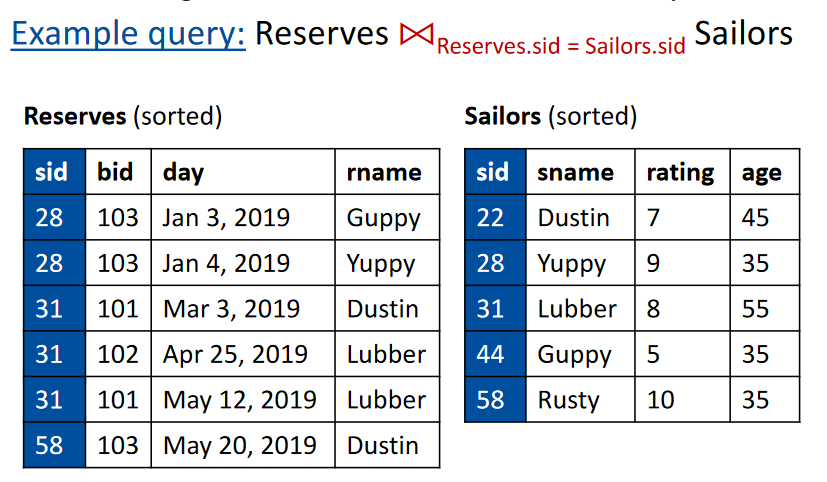 Example query: Reserves ⋈Reserves.sid = Sailors.sid Sailors
Reserves (sorted)
sid bid day rname
28 103 Jan 3, 2019 Guppy
28 103 Jan 4, 2019 Yuppy
31 101 Mar 3, 2019 Dustin
31 102 Apr 25, 2019 Lubber
31 101 May 12, 2019 Lubber
58 103 May 20, 2019 Dustin
Sailors (sorted)
sid sname rating age
22 Dustin 7 45
28 Yuppy 9 35
31 Lubber 8 55
44 Guppy 5 35
58 Rusty 10 35